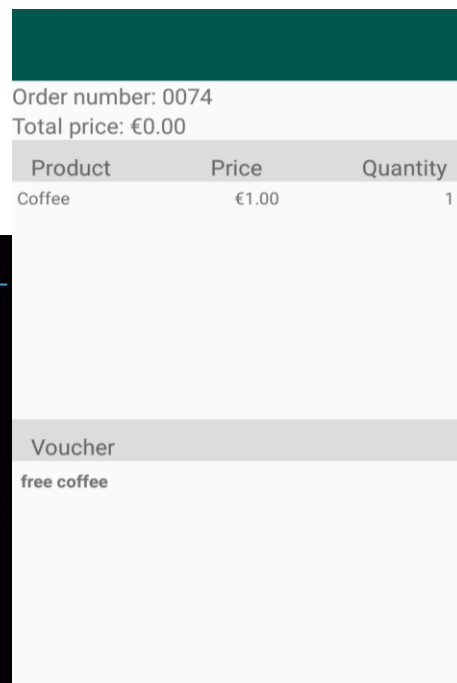 Order number: 0074
Total price: €0.00
Product Price Quantity
Coffee €1.00 1
Voucher
free coffee